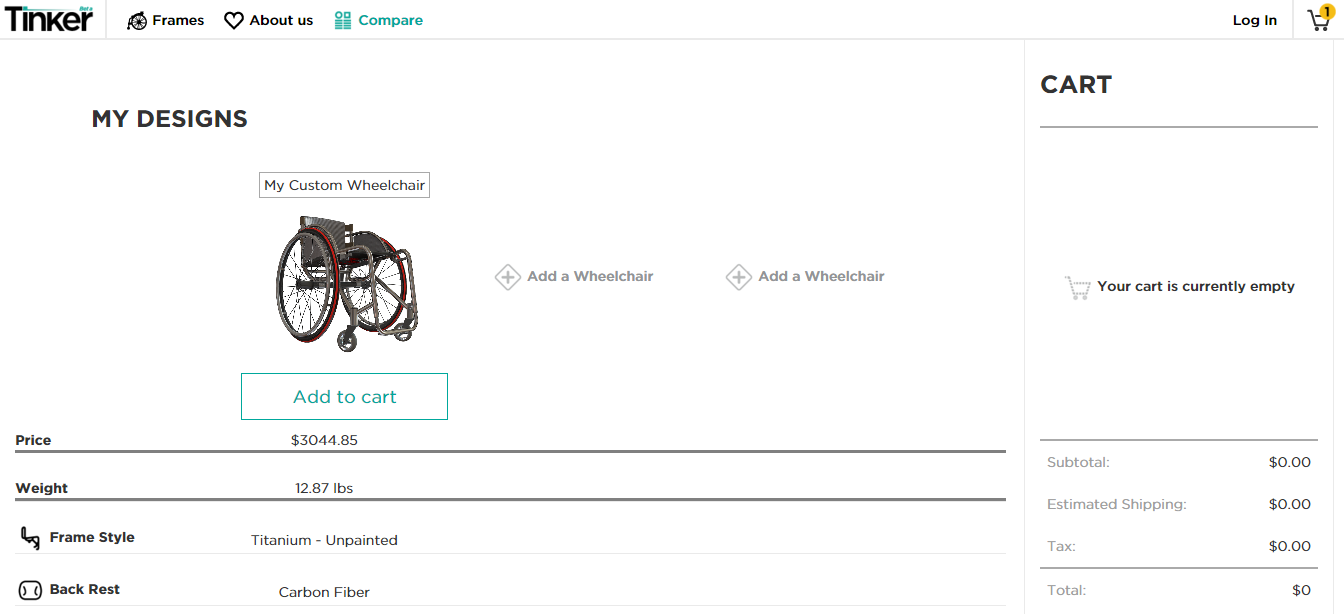 Tinker Beta
Frames
About us
Compare
Log In
1
MY DESIGNS
My Custom Wheelchair
Add a Wheelchair
Add a Wheelchair
Add to cart
Price $3044.85
Weight 12.87 lbs
Frame Style Titanium - Unpainted
Back Rest Carbon Fiber
CART
Your cart is currently empty
Subtotal: $0.00
Estimated Shipping: $0.00
Tax: $0.00
Total: $0